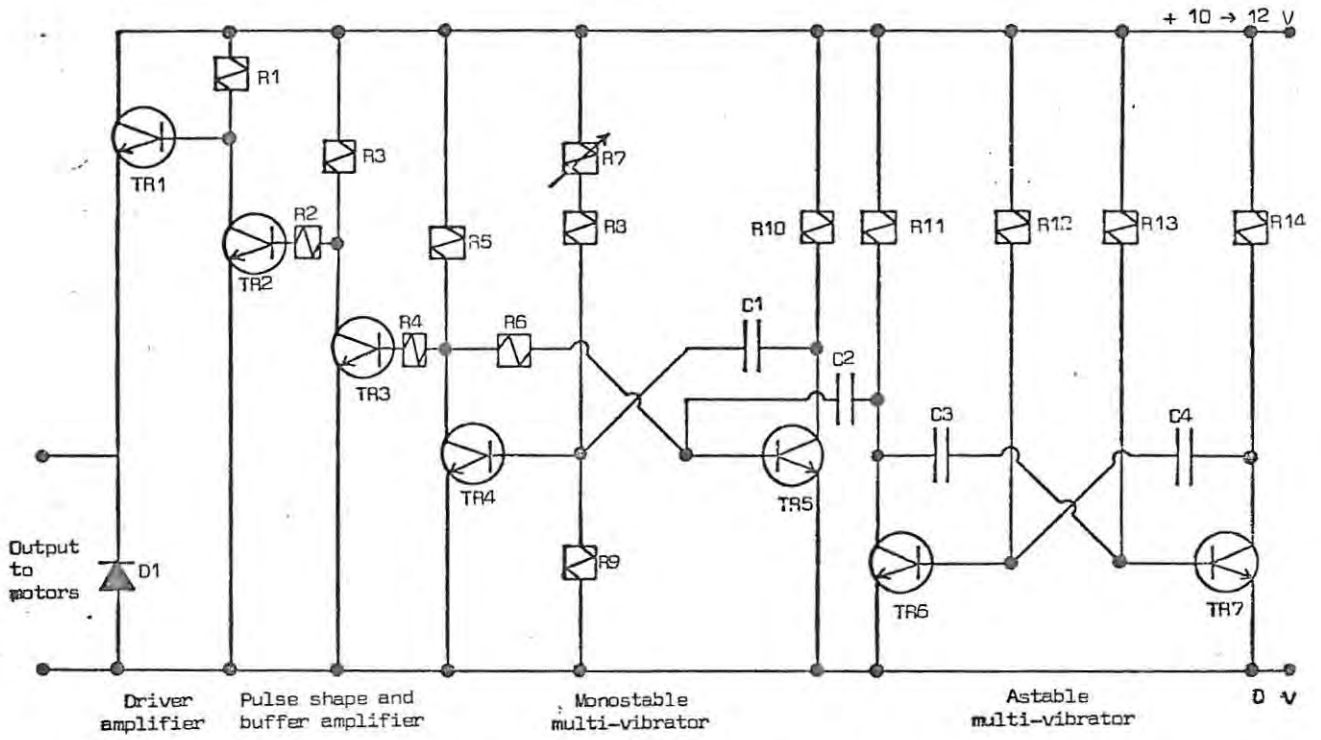 + 10 → 12 V
R1
R3
R7
TR1
R2
R5
R8
R10
R11
R12
R13
R14
TR2
C1
R4
R6
C2
TR3
C3
C4
TR4
TR5
Output
to
motors
D1
R9
TR6
TR7
Driver
amplifier
Pulse shape and
buffer amplifier
Monostable
multi-vibrator
Astable
multi-vibrator
0 V